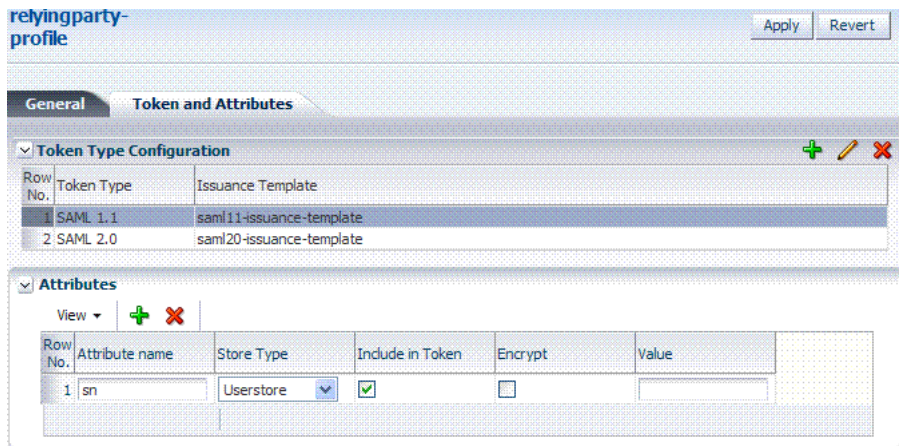 relyingparty-
profile
Apply Revert
General Token and Attributes
Token Type Configuration
Row No. Token Type Issuance Template
1 SAML 1.1 saml11-issuance-template
2 SAML 2.0 saml20-issuance-template
Attributes
View
Row No. Attribute name Store Type Include in Token Encrypt Value
1 sn Userstore